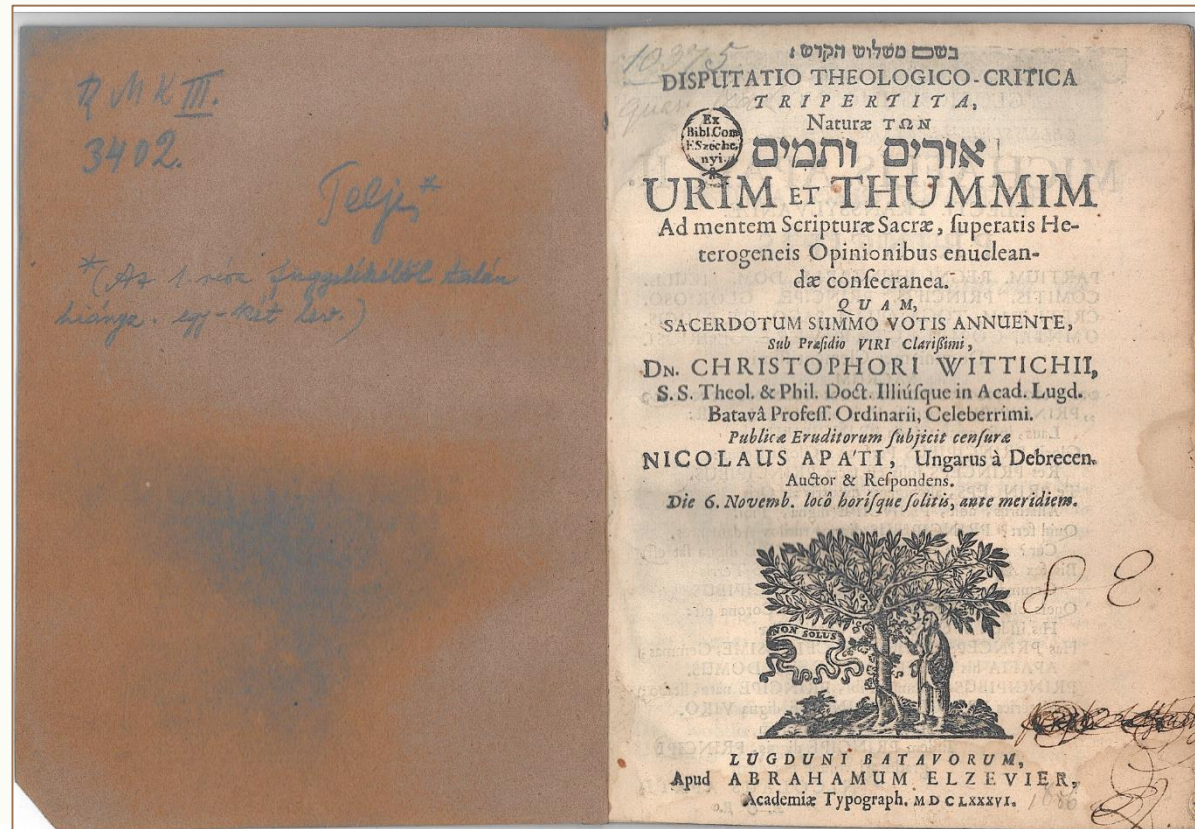 R M K III.
3402.
Teljes*
*(Az 1. rész függelékéből talán
hiányz. egy-két lev.)
10375
בשם משלוש הקדש :
DISPUTATIO THEOLOGICO-CRITICA
TRIPERTITA,
Naturæ ΤΩΝ
Ex
Bibl. Com
F. Széche
nyi
אורים ותמים
URIM ET THUMMIM
Ad mentem Scripturæ Sacræ, ſuperatis He-
terogeneis Opinionibus enuclean-
dæ conſecranea.
QUAM,
SACERDOTUM SUMMO VOTIS ANNUENTE,
Sub Præſidio VIRI Clarißimi,
DN. CHRISTOPHORI WITTICHII,
S. S. Theol. & Phil. Doct. Illiúſque in Acad. Lugd.
Batavâ Profeſſ. Ordinarii, Celeberrimi.
Publicæ Eruditorum ſubjicit cenſuræ
NICOLAUS APATI, Ungarus à Debrecen.
Auctor & Reſpondens.
Die 6. Novemb. locô horiſque ſolitis, ante meridiem.
NON SOLUS
LUGDUNI BATAVORUM,
Apud ABRAHAMUM ELZEVIER,
Academiæ Typograph. MDCLXXXVI.
1686